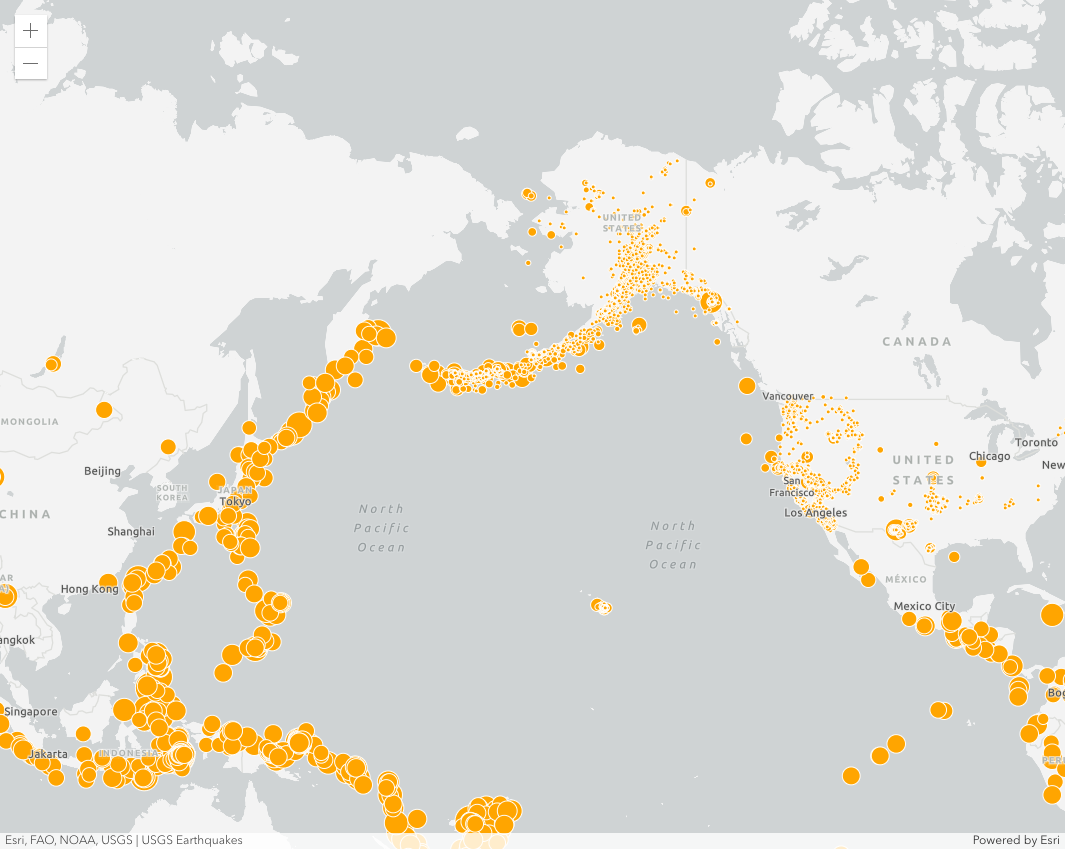 +
−
UNITED
STATES
CANADA
MONGOLIA
Vancouver
Toronto
Chicago
New
UNITED
STATES
Beijing
SOUTH
KOREA
JAPAN
Tokyo
San
Francisco
Los Angeles
CHINA
Shanghai
North
Pacific
Ocean
North
Pacific
Ocean
AR
Hong Kong
MÉXICO
Mexico City
angkok
Singapore
Bog
INDONESIA
Jakarta
PER
Esri, FAO, NOAA, USGS | USGS Earthquakes
Powered by Esri